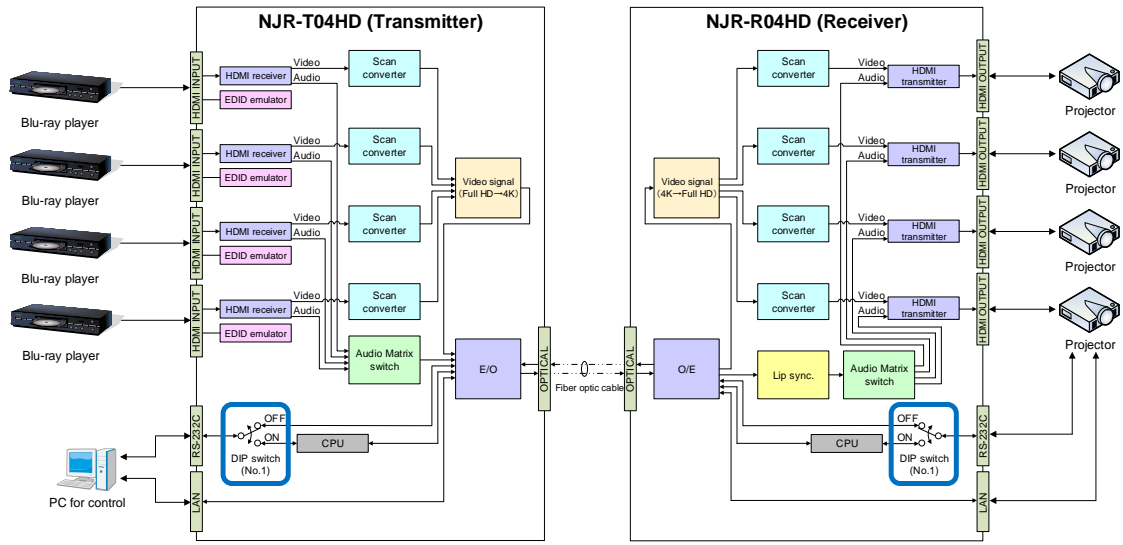 NJR-T04HD (Transmitter)
HDMI INPUT
HDMI receiver
Video
Audio
EDID emulator
Scan
converter
Blu-ray player
HDMI INPUT
HDMI receiver
Video
Audio
EDID emulator
Scan
converter
Blu-ray player
Video signal
(Full HD→4K)
HDMI INPUT
HDMI receiver
Video
Audio
EDID emulator
Scan
converter
Blu-ray player
HDMI INPUT
HDMI receiver
Video
Audio
EDID emulator
Scan
converter
Blu-ray player
Audio Matrix
switch
E/O
OPTICAL
RS-232C
OFF
ON
DIP switch
(No.1)
CPU
PC for control
LAN
Fiber optic cable
NJR-R04HD (Receiver)
Scan
converter
Video
Audio
HDMI
transmitter
HDMI OUTPUT
Projector
Scan
converter
Video
Audio
HDMI
transmitter
HDMI OUTPUT
Projector
Video signal
(4K→Full HD)
Scan
converter
Video
Audio
HDMI
transmitter
HDMI OUTPUT
Projector
Scan
converter
Video
Audio
HDMI
transmitter
HDMI OUTPUT
Projector
OPTICAL
O/E
Lip sync.
Audio Matrix
switch
CPU
OFF
ON
DIP switch
(No.1)
RS-232C
LAN